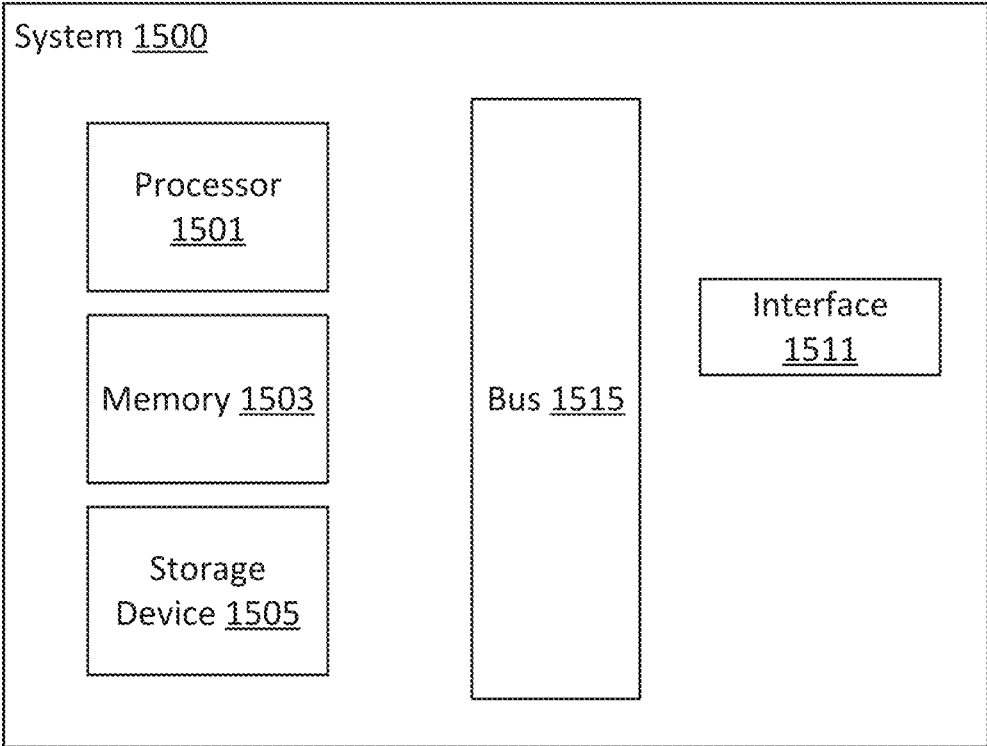 System 1500
Processor
1501
Memory 1503
Storage
Device 1505
Bus 1515
Interface
1511